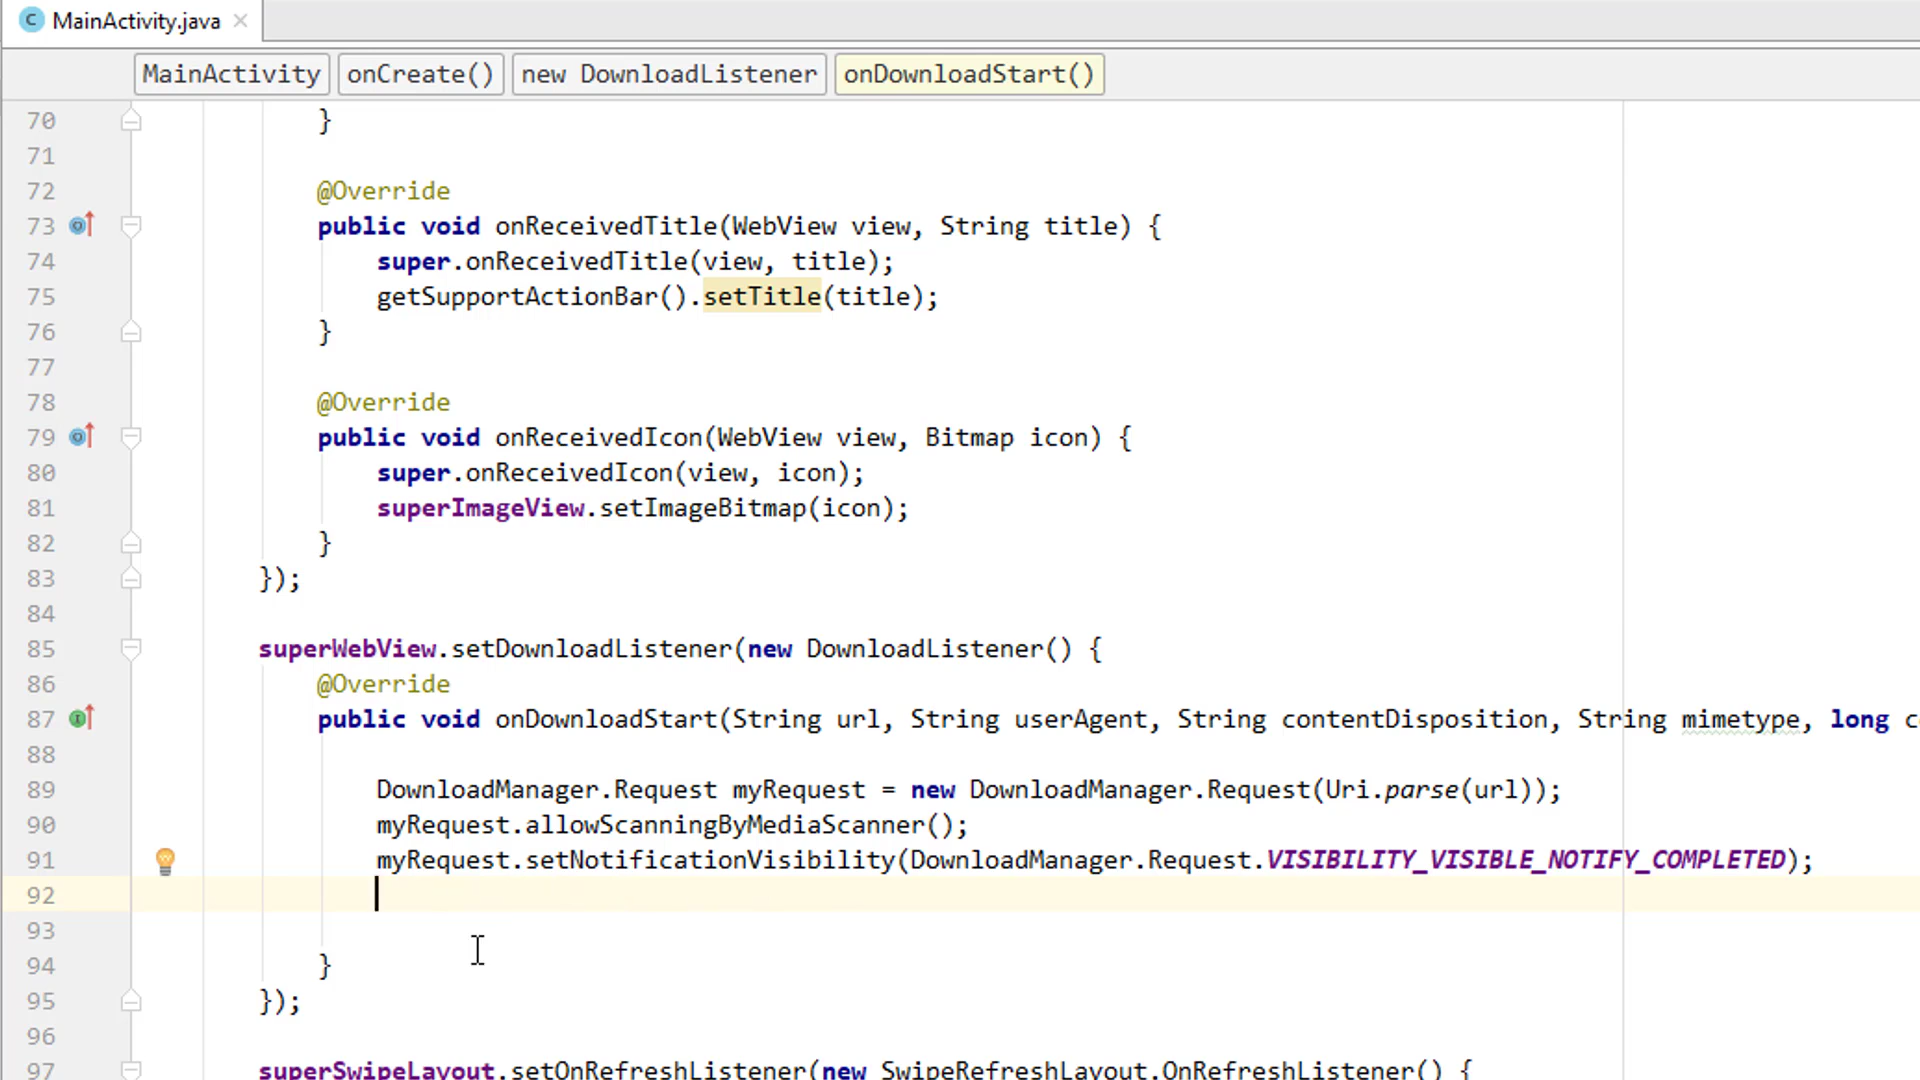 C MainActivity.java ×
MainActivity onCreate() new DownloadListener onDownloadStart()
70 }
71
72 @Override
73 public void onReceivedTitle(WebView view, String title) {
74 super.onReceivedTitle(view, title);
75 getSupportActionBar().setTitle(title);
76 }
77
78 @Override
79 public void onReceivedIcon(WebView view, Bitmap icon) {
80 super.onReceivedIcon(view, icon);
81 superImageView.setImageBitmap(icon);
82 }
83 });
84
85 superWebView.setDownloadListener(new DownloadListener() {
86 @Override
87 public void onDownloadStart(String url, String userAgent, String contentDisposition, String mimetype, long
88
89 DownloadManager.Request myRequest = new DownloadManager.Request(Uri.parse(url));
90 myRequest.allowScanningByMediaScanner();
91 myRequest.setNotificationVisibility(DownloadManager.Request.VISIBILITY_VISIBLE_NOTIFY_COMPLETED);
92
93
94 }
95 });
96
97 superSwipeLayout.setOnRefreshListener(new SwipeRefreshLayout.OnRefreshListener() {